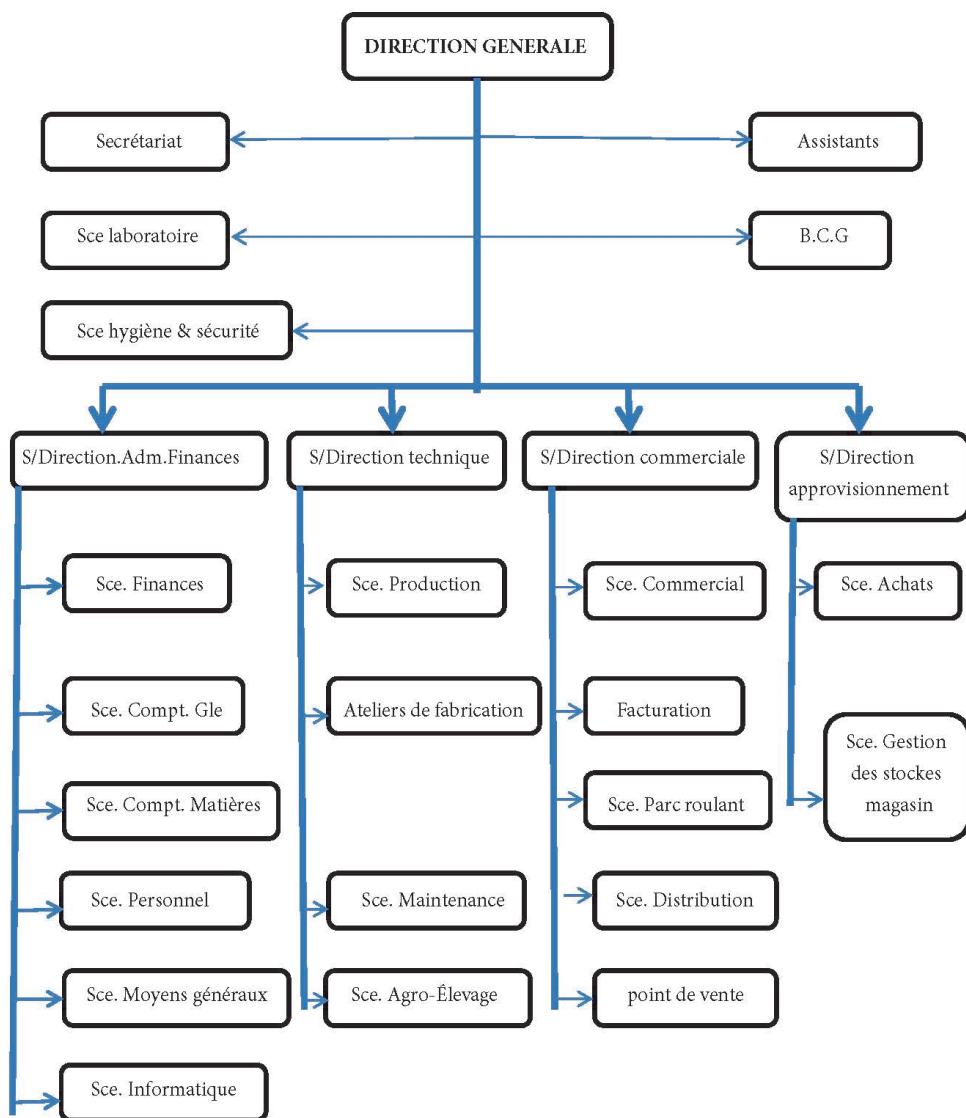 DIRECTION GENERALE
Secrétariat
Assistants
Sce laboratoire
B.C.G
Sce hygiène & sécurité
S/Direction.Adm.Finances
S/Direction technique
S/Direction commerciale
S/Direction
approvisionnement
Sce. Finances
Sce. Production
Sce. Commercial
Sce. Achats
Sce. Compt. Gle
Ateliers de fabrication
Facturation
Sce. Gestion
des stockes
magasin
Sce. Compt. Matières
Sce. Parc roulant
Sce. Personnel
Sce. Maintenance
Sce. Distribution
Sce. Moyens généraux
Sce. Agro-Élevage
point de vente
Sce. Informatique